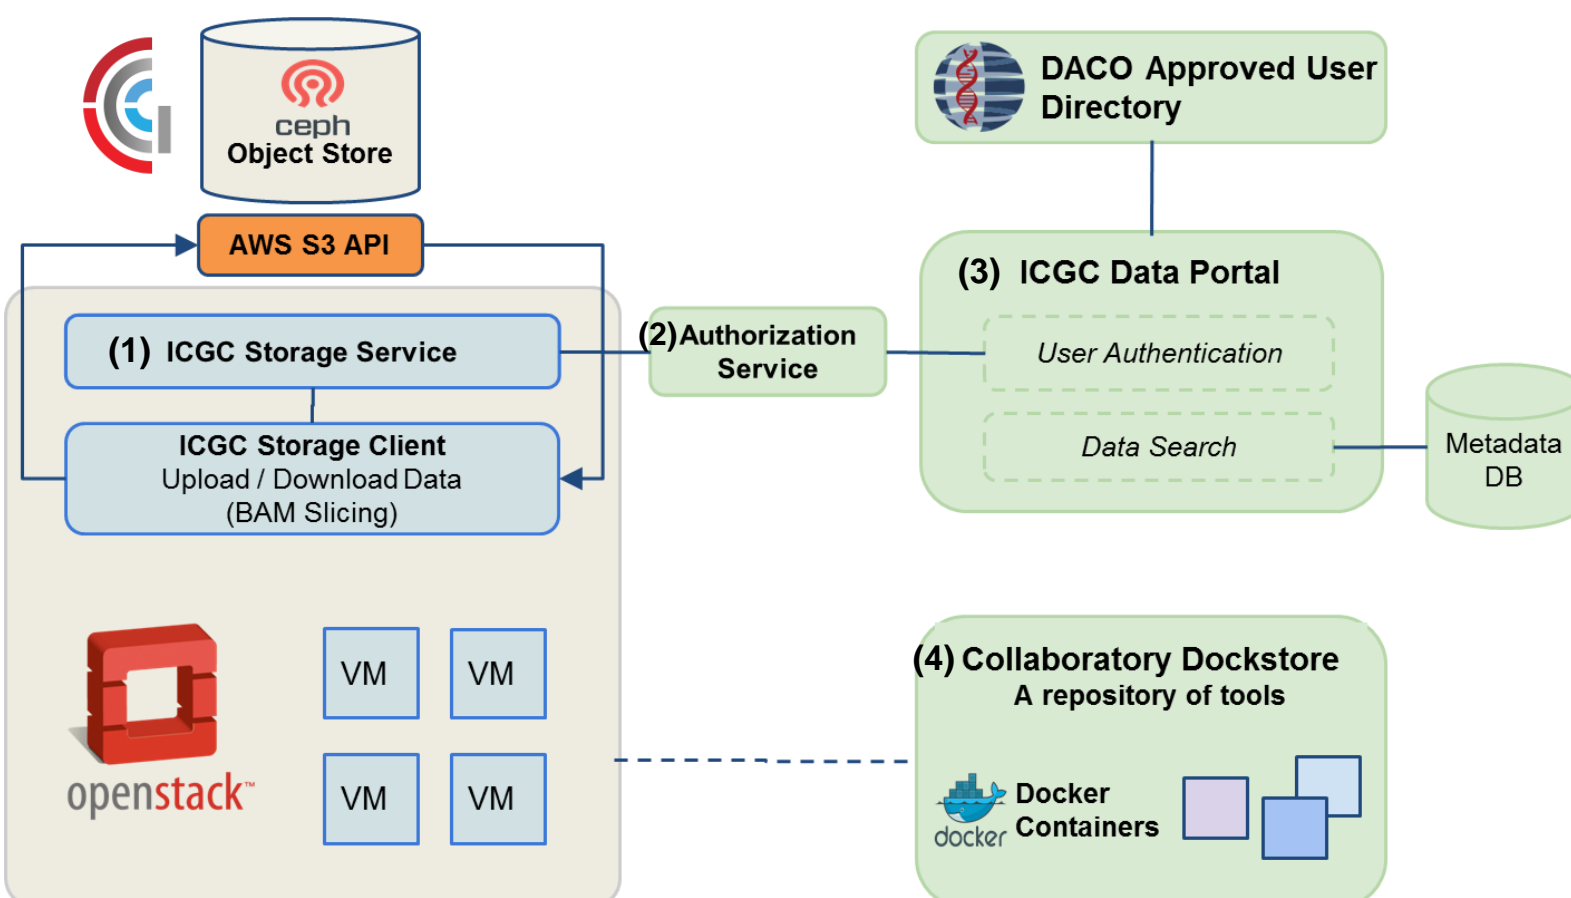 ceph
Object Store
AWS S3 API
(1) ICGC Storage Service
ICGC Storage Client
Upload / Download Data
(BAM Slicing)
openstack™
VM
VM
VM
VM
(2) Authorization
Service
DACO Approved User
Directory
(3) ICGC Data Portal
User Authentication
Data Search
Metadata
DB
(4) Collaboratory Dockstore
A repository of tools
docker
Docker
Containers